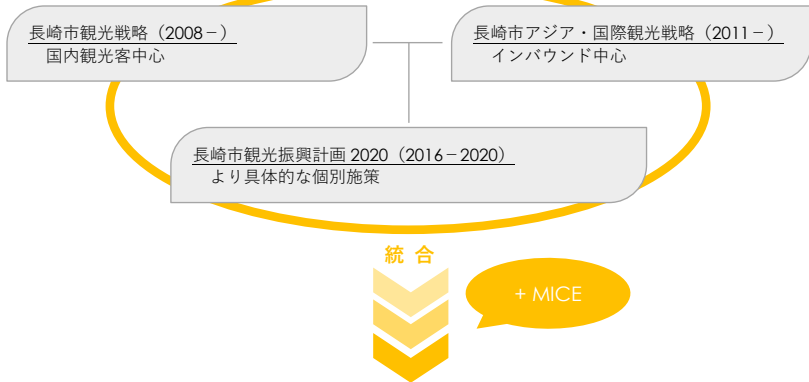 長崎市観光戦略（2008－）
国内観光客中心
長崎市アジア・国際観光戦略（2011－）
インバウンド中心
長崎市観光振興計画 2020（2016－2020）
より具体的な個別施策
統 合
+ MICE